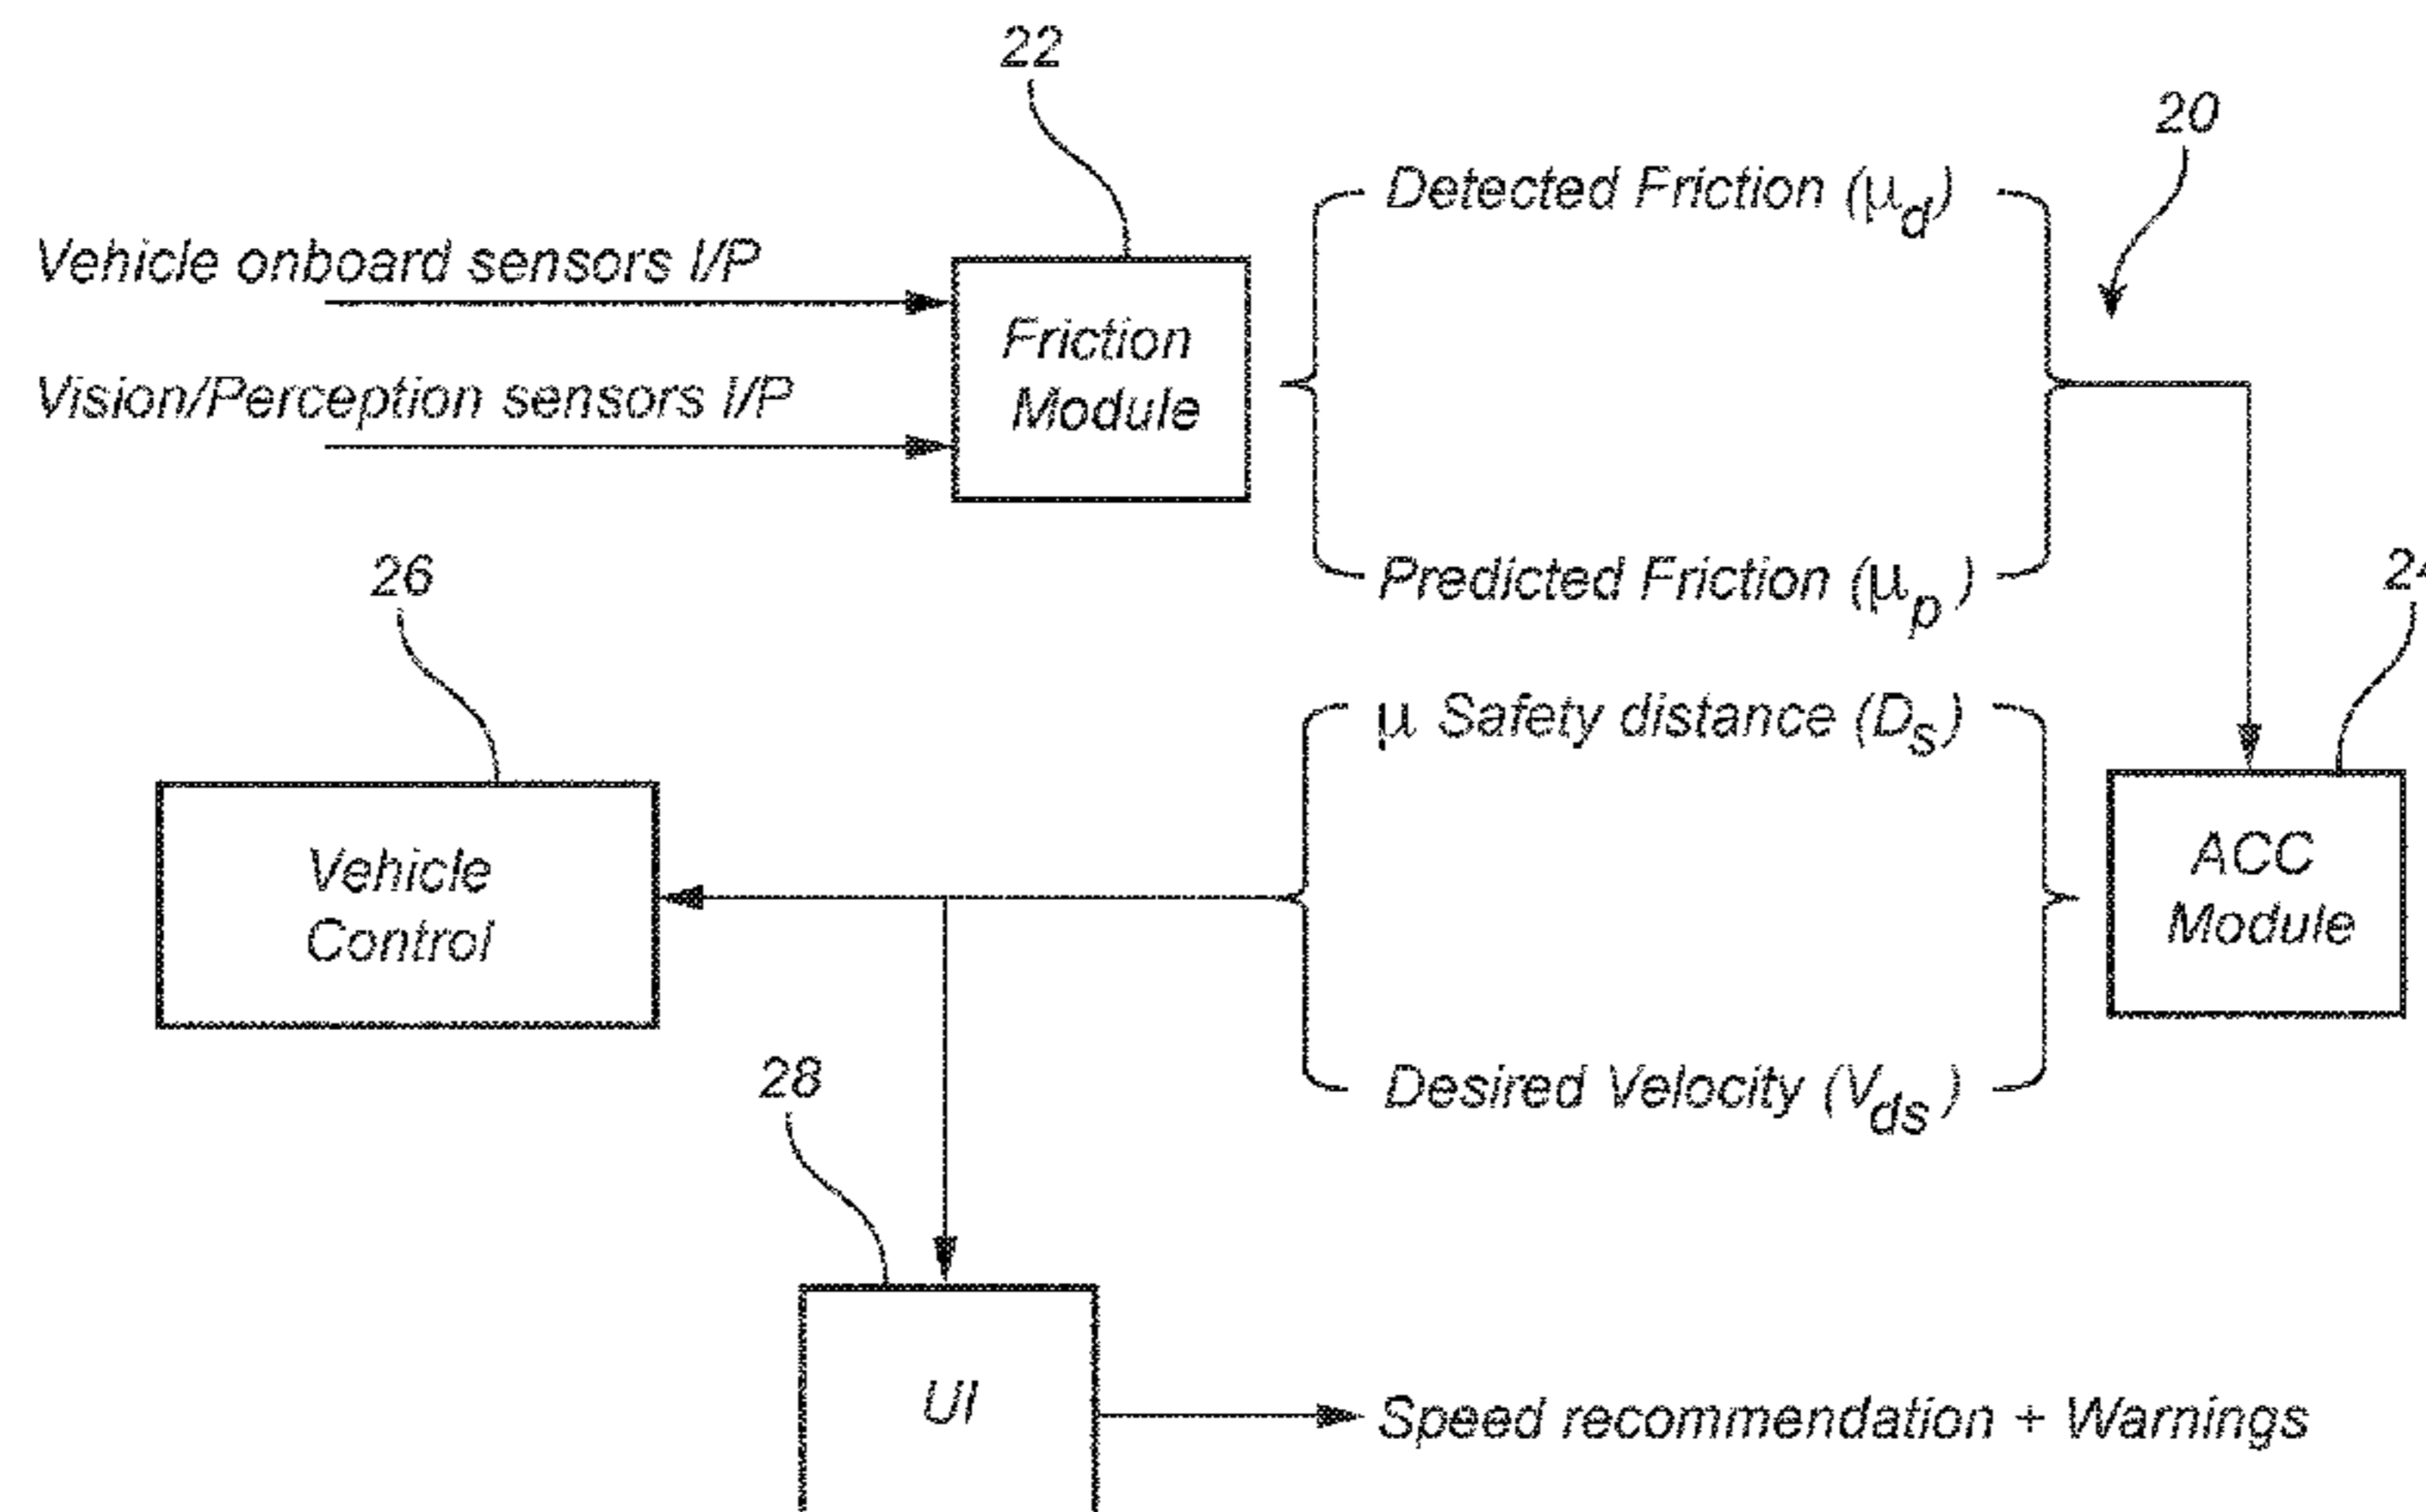 22
20
Detected Friction (μd)
Vehicle onboard sensors I/P
Friction
Module
Vision/Perception sensors I/P
Predicted Friction (μp)
26
24
μ Safety distance (Ds)
Vehicle
Control
ACC
Module
28
Desired Velocity (Vds)
UI
Speed recommendation + Warnings